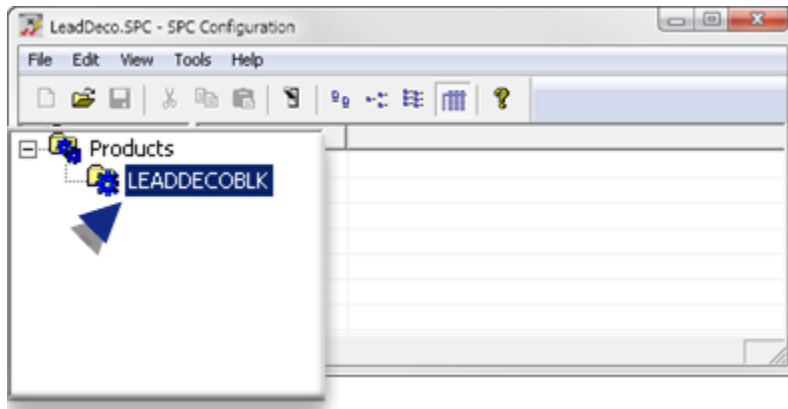 LeadDeco.SPC - SPC Configuration
File Edit View Tools Help
Products
LEADDECOBLK